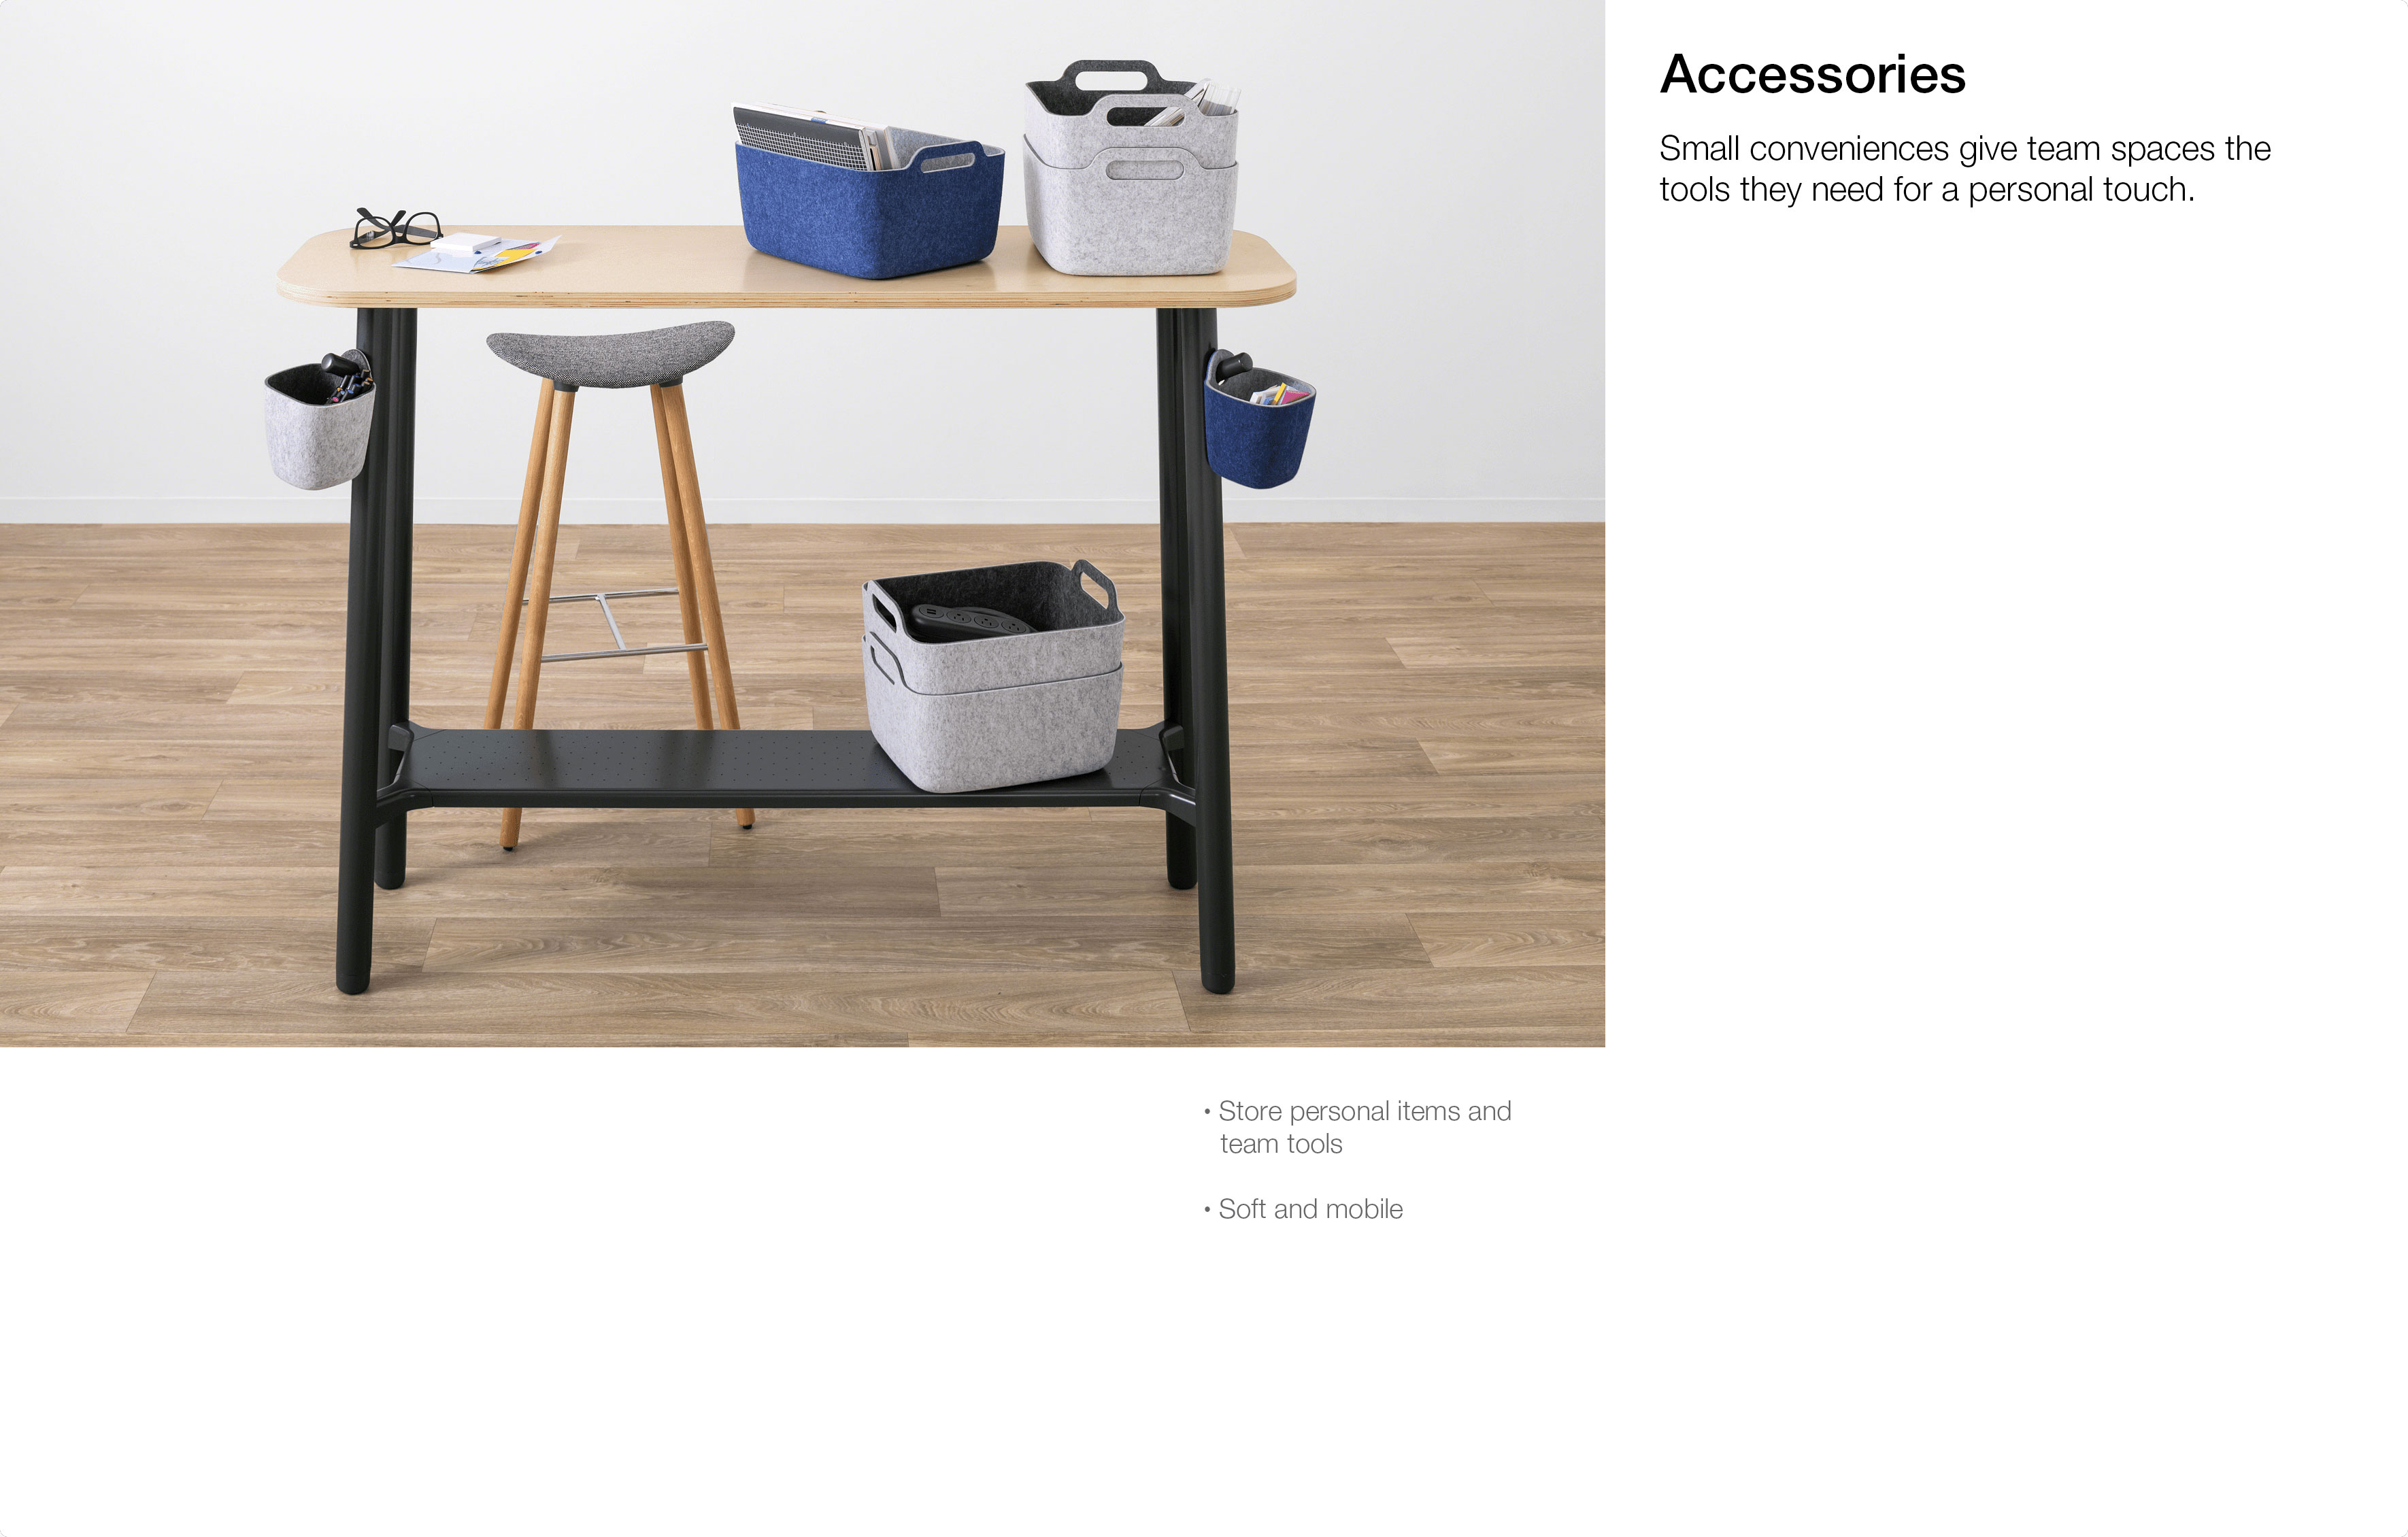 Accessories
Small conveniences give team spaces the
tools they need for a personal touch.
• Store personal items and
team tools
• Soft and mobile